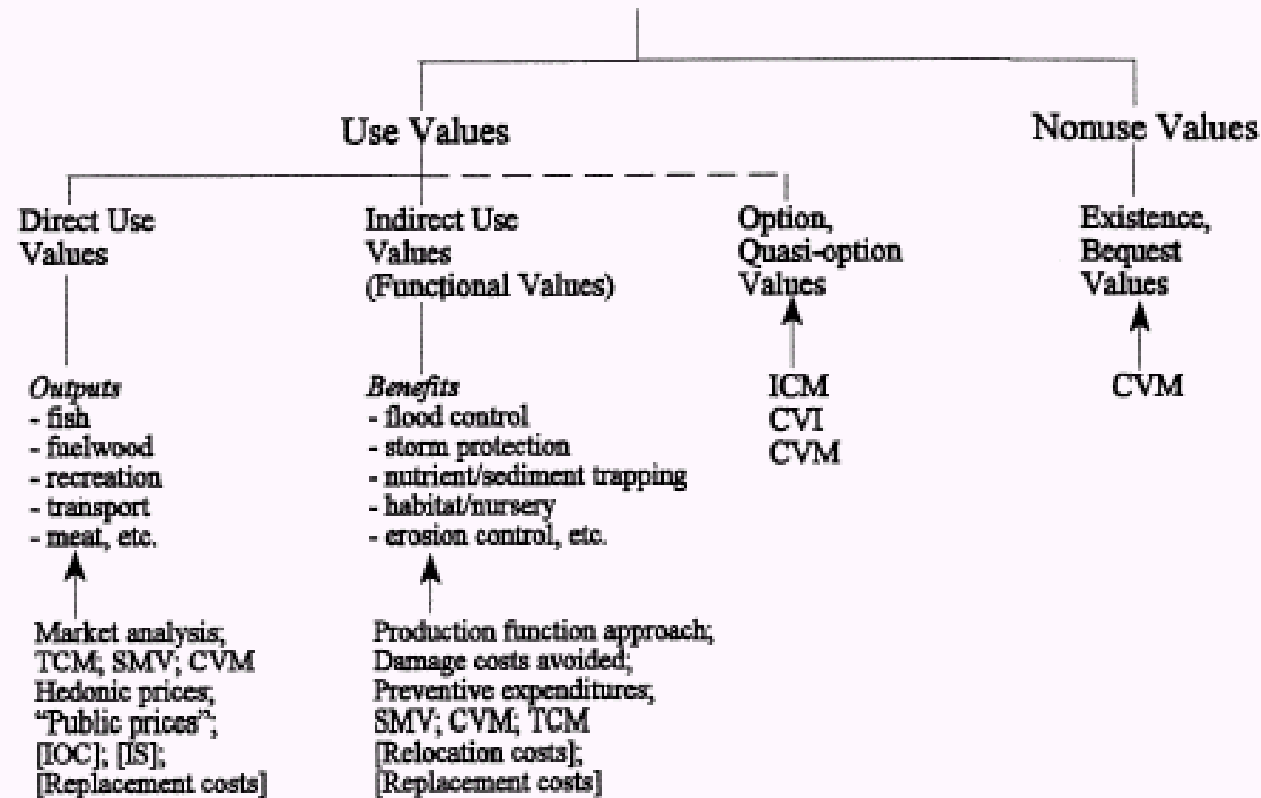 Use Values
Nonuse Values
Direct Use
Values
Indirect Use
Values
(Functional Values)
Option,
Quasi-option
Values
Existence,
Bequest
Values
Outputs
- fish
- fuelwood
- recreation
- transport
- meat, etc.
Benefits
- flood control
- storm protection
- nutrient/sediment trapping
- habitat/nursery
- erosion control, etc.
ICM
CVI
CVM
CVM
Market analysis;
TCM; SMV; CVM
Hedonic prices;
“Public prices”;
[IOC]; [IS];
[Replacement costs]
Production function approach;
Damage costs avoided;
Preventive expenditures;
SMV; CVM; TCM
[Relocation costs];
[Replacement costs]